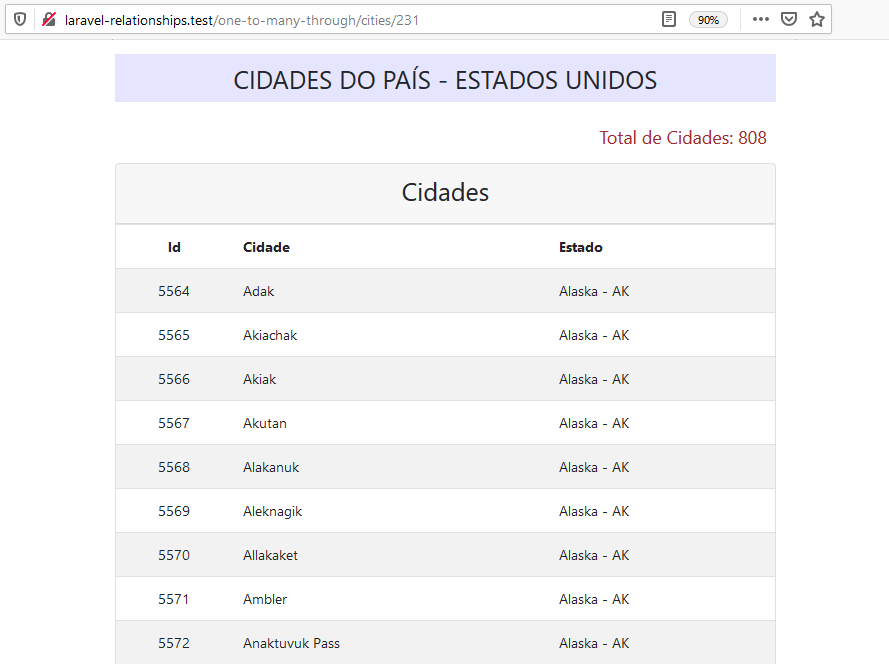 laravel-relationships.test/one-to-many-through/cities/231 90%
CIDADES DO PAÍS - ESTADOS UNIDOS
Total de Cidades: 808
Cidades
Id Cidade Estado
5564 Adak Alaska - AK
5565 Akiachak Alaska - AK
5566 Akiak Alaska - AK
5567 Akutan Alaska - AK
5568 Alakanuk Alaska - AK
5569 Aleknagik Alaska - AK
5570 Allakaket Alaska - AK
5571 Ambler Alaska - AK
5572 Anaktuvuk Pass Alaska - AK